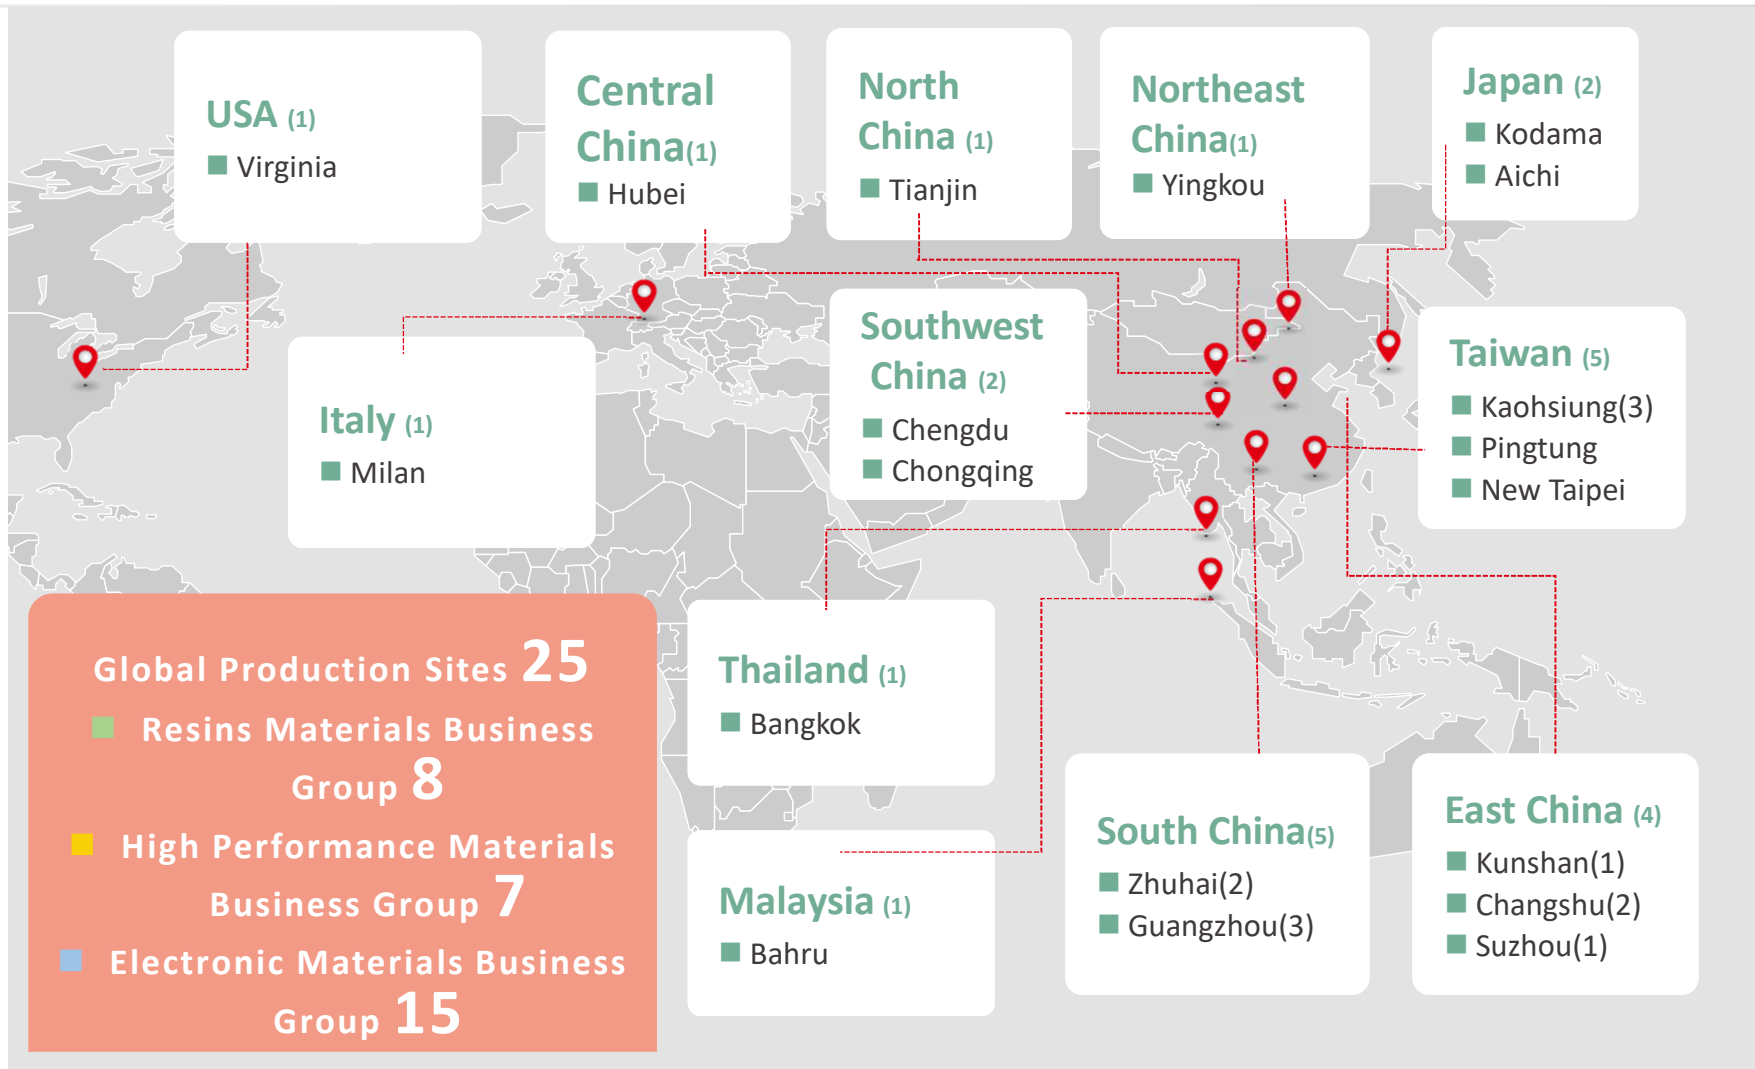 USA (1)
Virginia
Central
China(1)
Hubei
North
China (1)
Tianjin
Northeast
China(1)
Yingkou
Japan (2)
Kodama
Aichi
Italy (1)
Milan
Southwest
China (2)
Chengdu
Chongqing
Taiwan (5)
Kaohsiung(3)
Pingtung
New Taipei
Global Production Sites 25
Resins Materials Business
Group 8
High Performance Materials
Business Group 7
Electronic Materials Business
Group 15
Thailand (1)
Bangkok
Malaysia (1)
Bahru
South China(5)
Zhuhai(2)
Guangzhou(3)
East China (4)
Kunshan(1)
Changshu(2)
Suzhou(1)